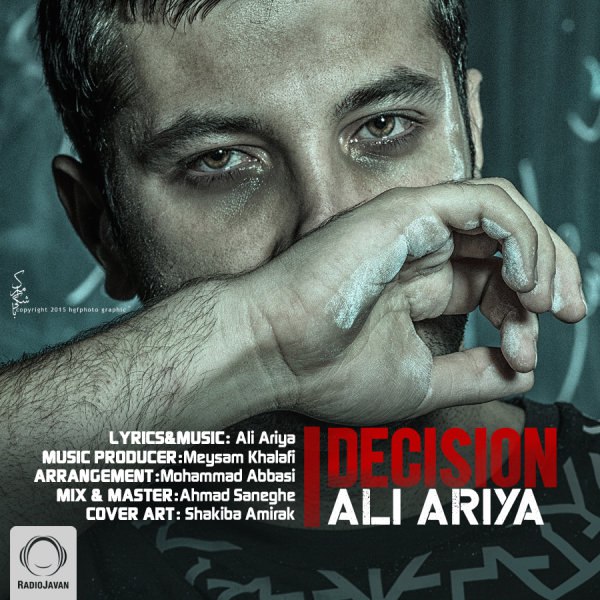 copyright 2015 hgfphoto graphic
LYRICS&MUSIC: Ali Ariya
MUSIC PRODUCER:Meysam Khalafi
ARRANGEMENT:Mohammad Abbasi
MIX & MASTER:Ahmad Saneghe
COVER ART: Shakiba Amirak
DECISION
ALI ARIYA
RADIOJAVAN